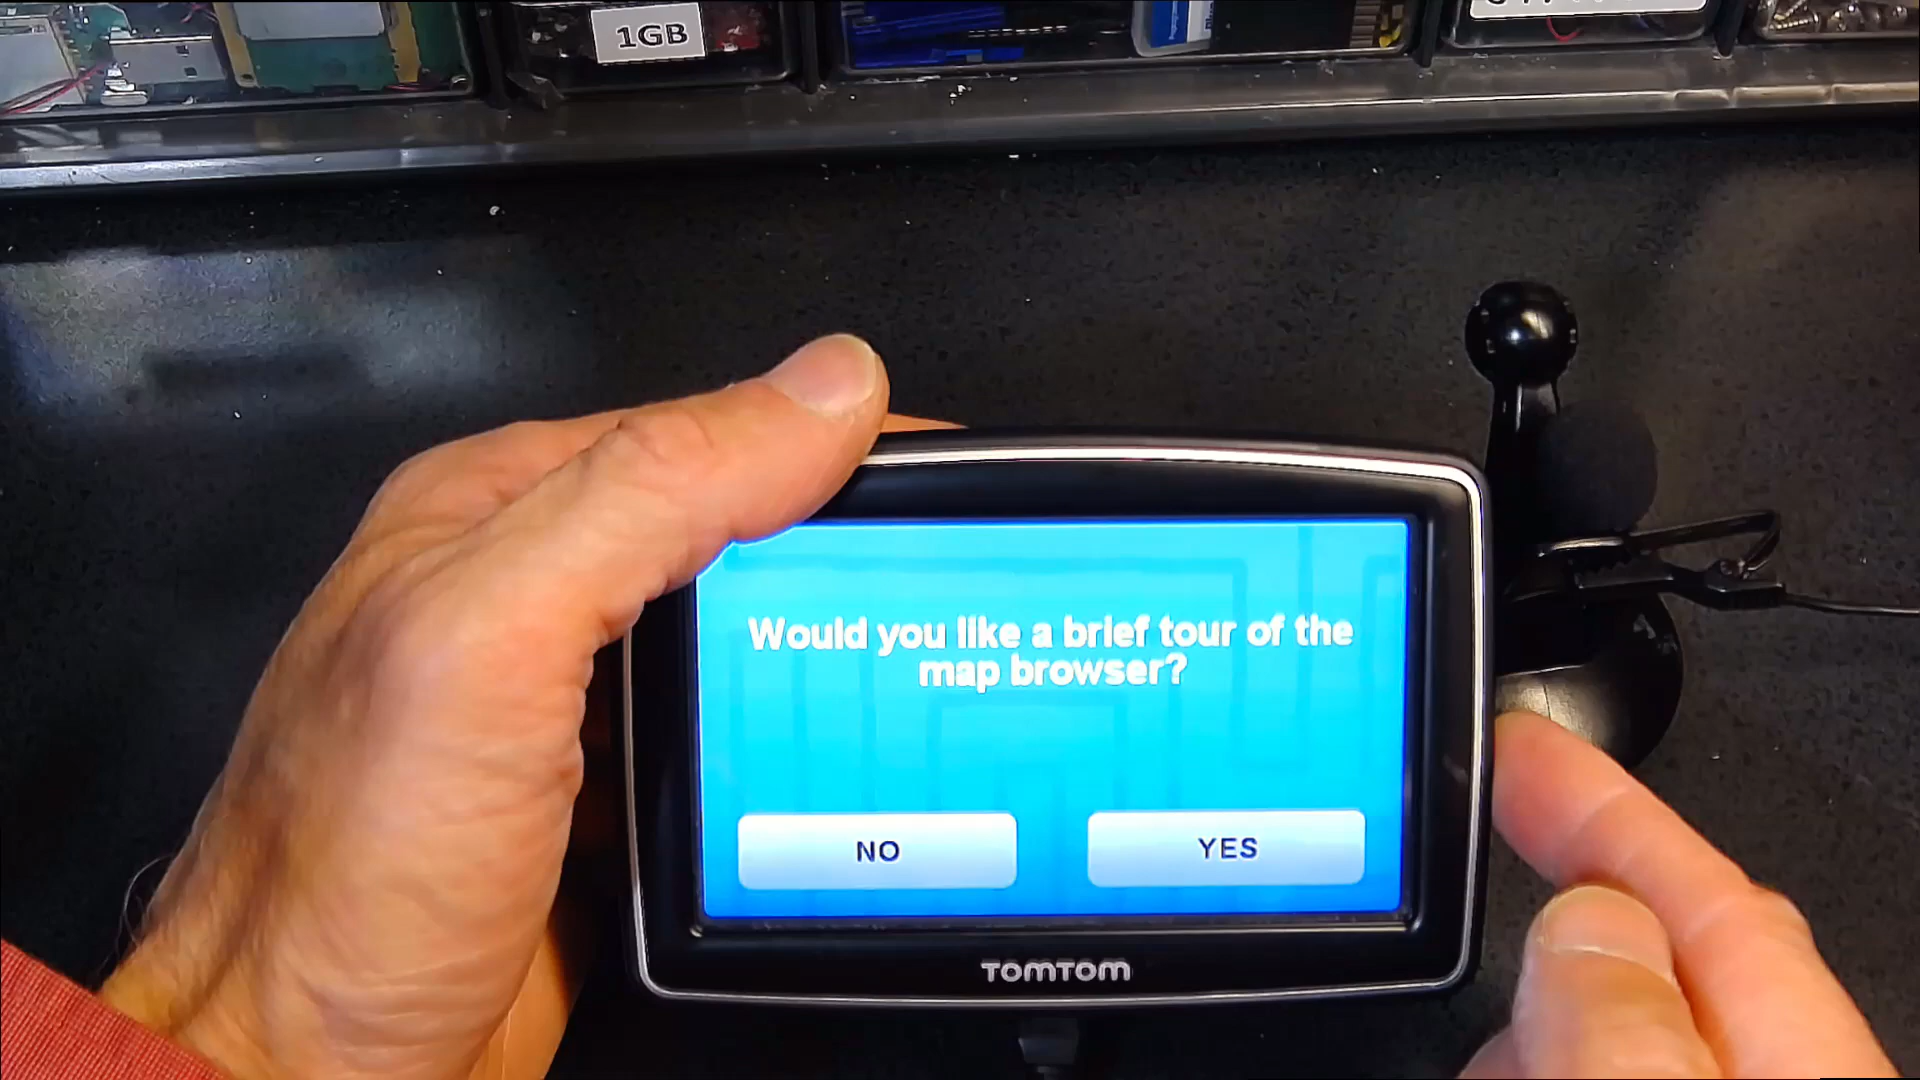 1GB
Would you like a brief tour of the
map browser?
NO
YES
TOMTOM